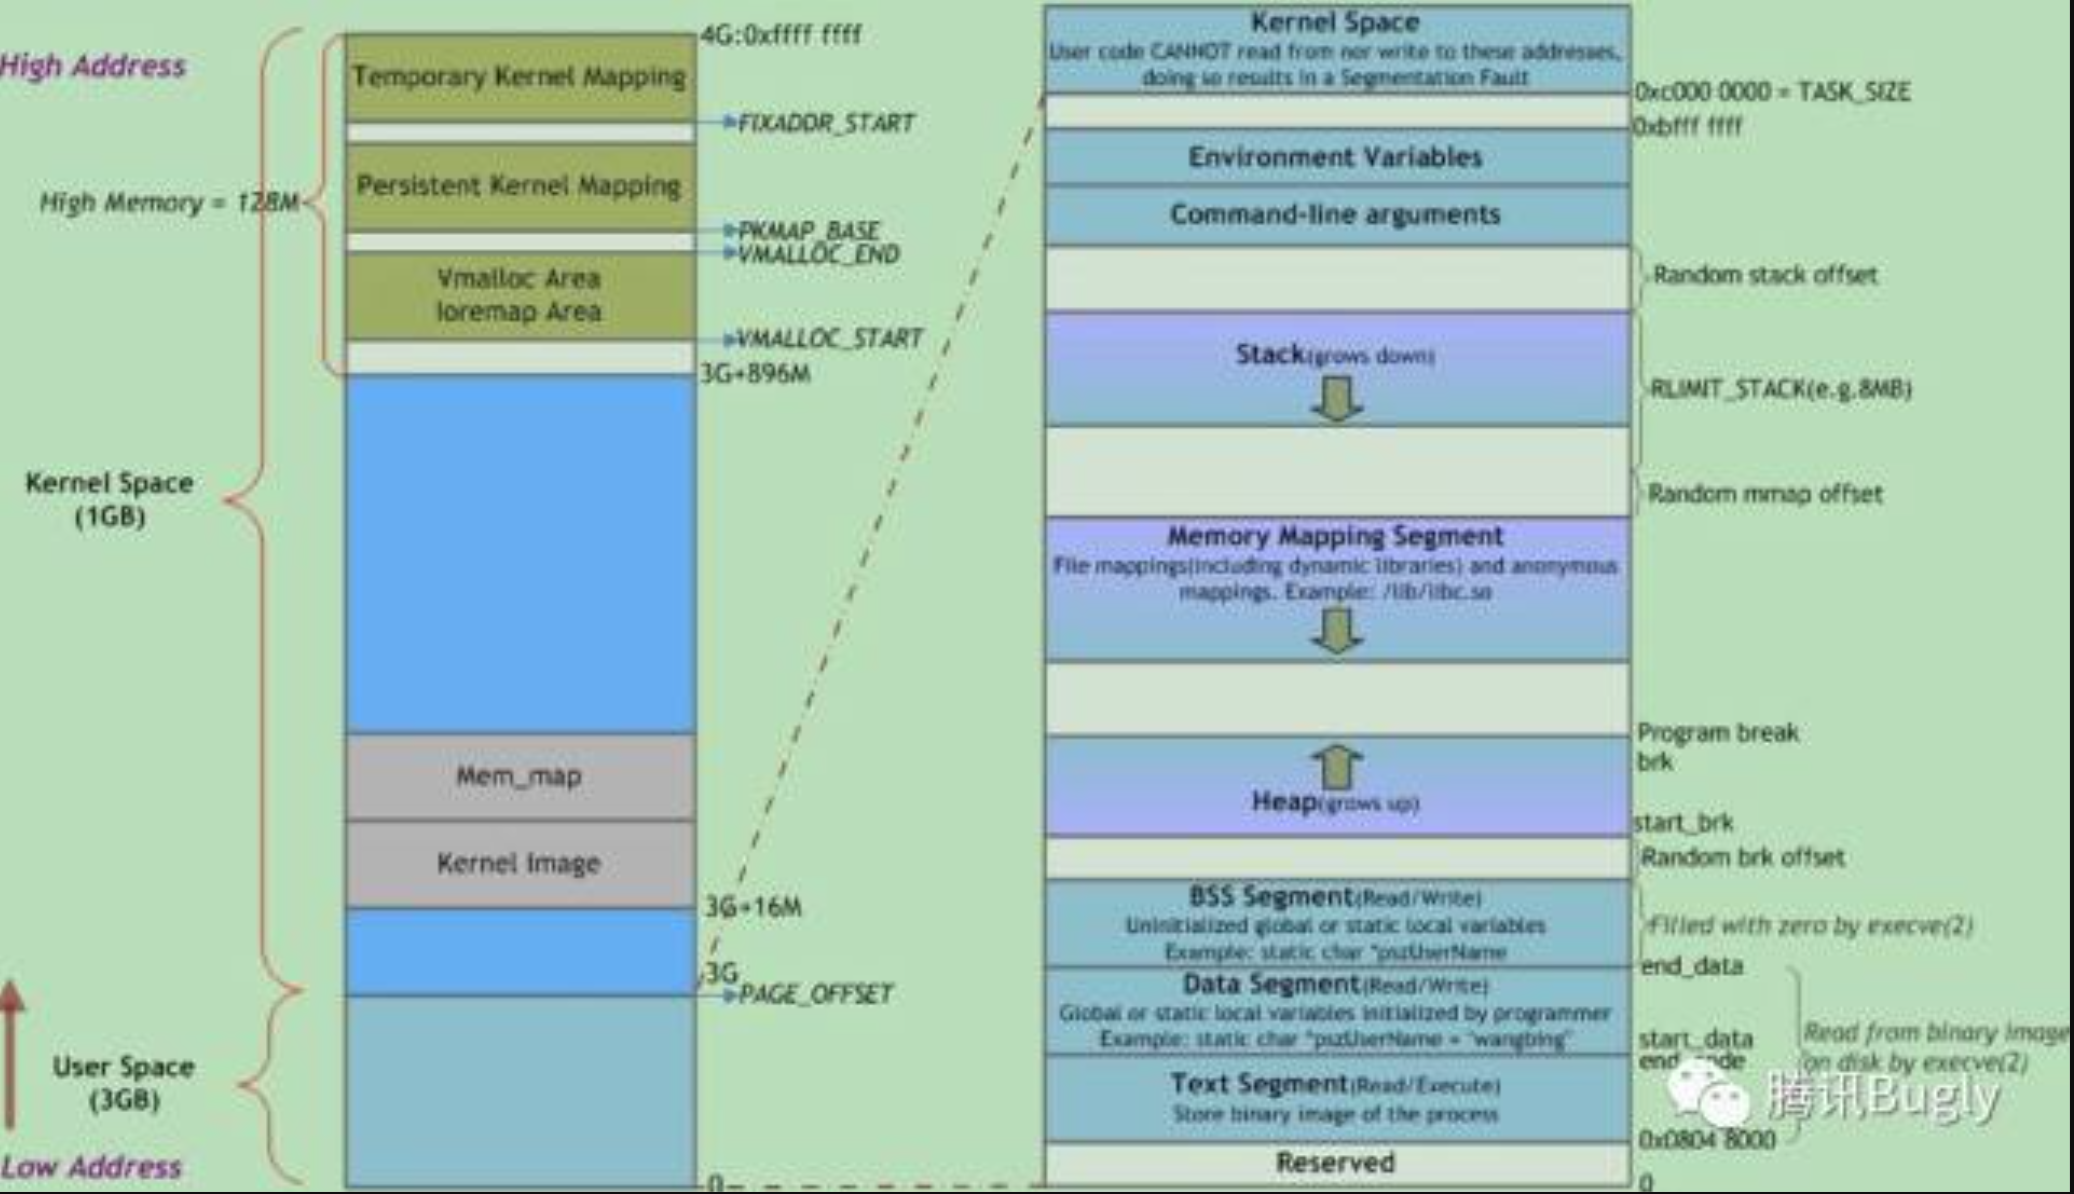 High Address
Temporary Kernel Mapping
4G:0xffff ffff
FIXADDR_START
High Memory = 128M
Persistent Kernel Mapping
PKMAP_BASE
VMALLOC_END
Vmalloc Area
Ioremap Area
VMALLOC_START
3G+896M
Kernel Space
(1GB)
Mem_map
Kernel Image
3G+16M
3G
PAGE_OFFSET
User Space
(3GB)
Low Address
0
Kernel Space
User code CANNOT read from nor write to these addresses,
doing so results in a Segmentation Fault
0xc000 0000 = TASK_SIZE
0xbfff ffff
Environment Variables
Command-line arguments
Random stack offset
Stack(grows down)
RLIMIT_STACK(e.g.8MB)
Random mmap offset
Memory Mapping Segment
File mappings(including dynamic libraries) and anonymous
mappings. Example: /lib/libc.so
Program break
brk
Heap(grows up)
start_brk
Random brk offset
BSS Segment(Read/Write)
Uninitialized global or static local variables
Example: static char *pszUserName
Filled with zero by execve(2)
end_data
Data Segment(Read/Write)
Global or static local variables initialized by programmer
Example: static char *pszUserName = "wangbing"
start_data
end_code
Read from binary image
on disk by execve(2)
Text Segment(Read/Execute)
Store binary image of the process
腾讯Bugly
0x0804 8000
Reserved
0